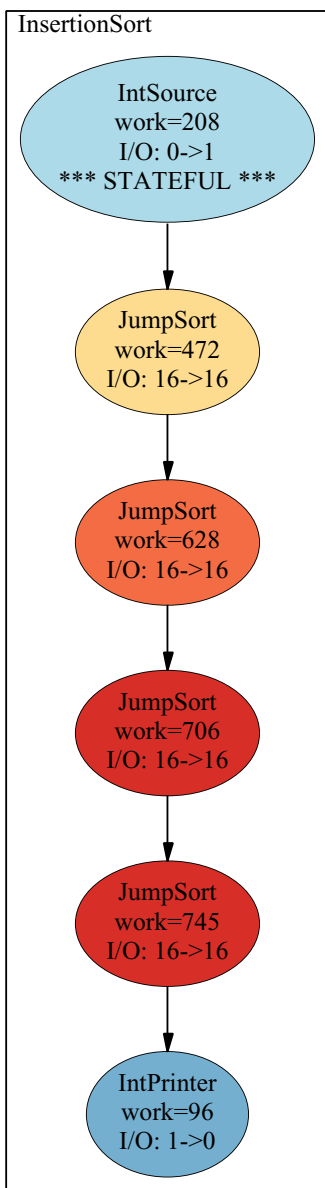 InsertionSort
IntSource
work=208
I/O: 0->1
*** STATEFUL ***
JumpSort
work=472
I/O: 16->16
JumpSort
work=628
I/O: 16->16
JumpSort
work=706
I/O: 16->16
JumpSort
work=745
I/O: 16->16
IntPrinter
work=96
I/O: 1->0